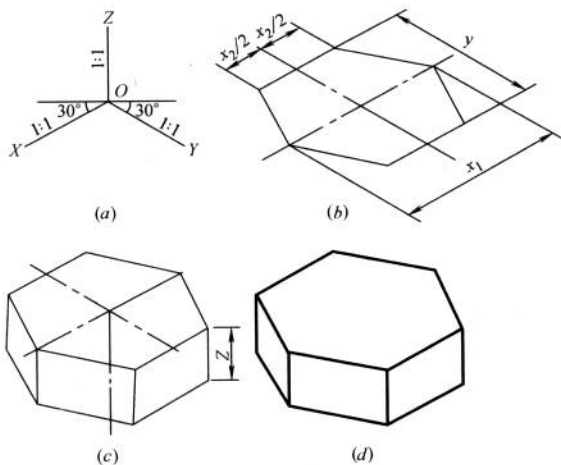 Z
1:1
O
30° 30°
1:1 1:1
X Y
(a)
x₂/2 x₂/2
y
x₁
(b)
Z
(c)
(d)